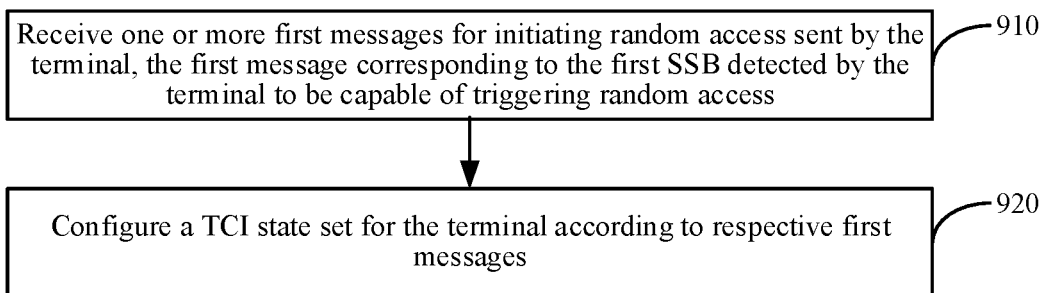 Receive one or more first messages for initiating random access sent by the
terminal, the first message corresponding to the first SSB detected by the
terminal to be capable of triggering random access
910
Configure a TCI state set for the terminal according to respective first
messages
920